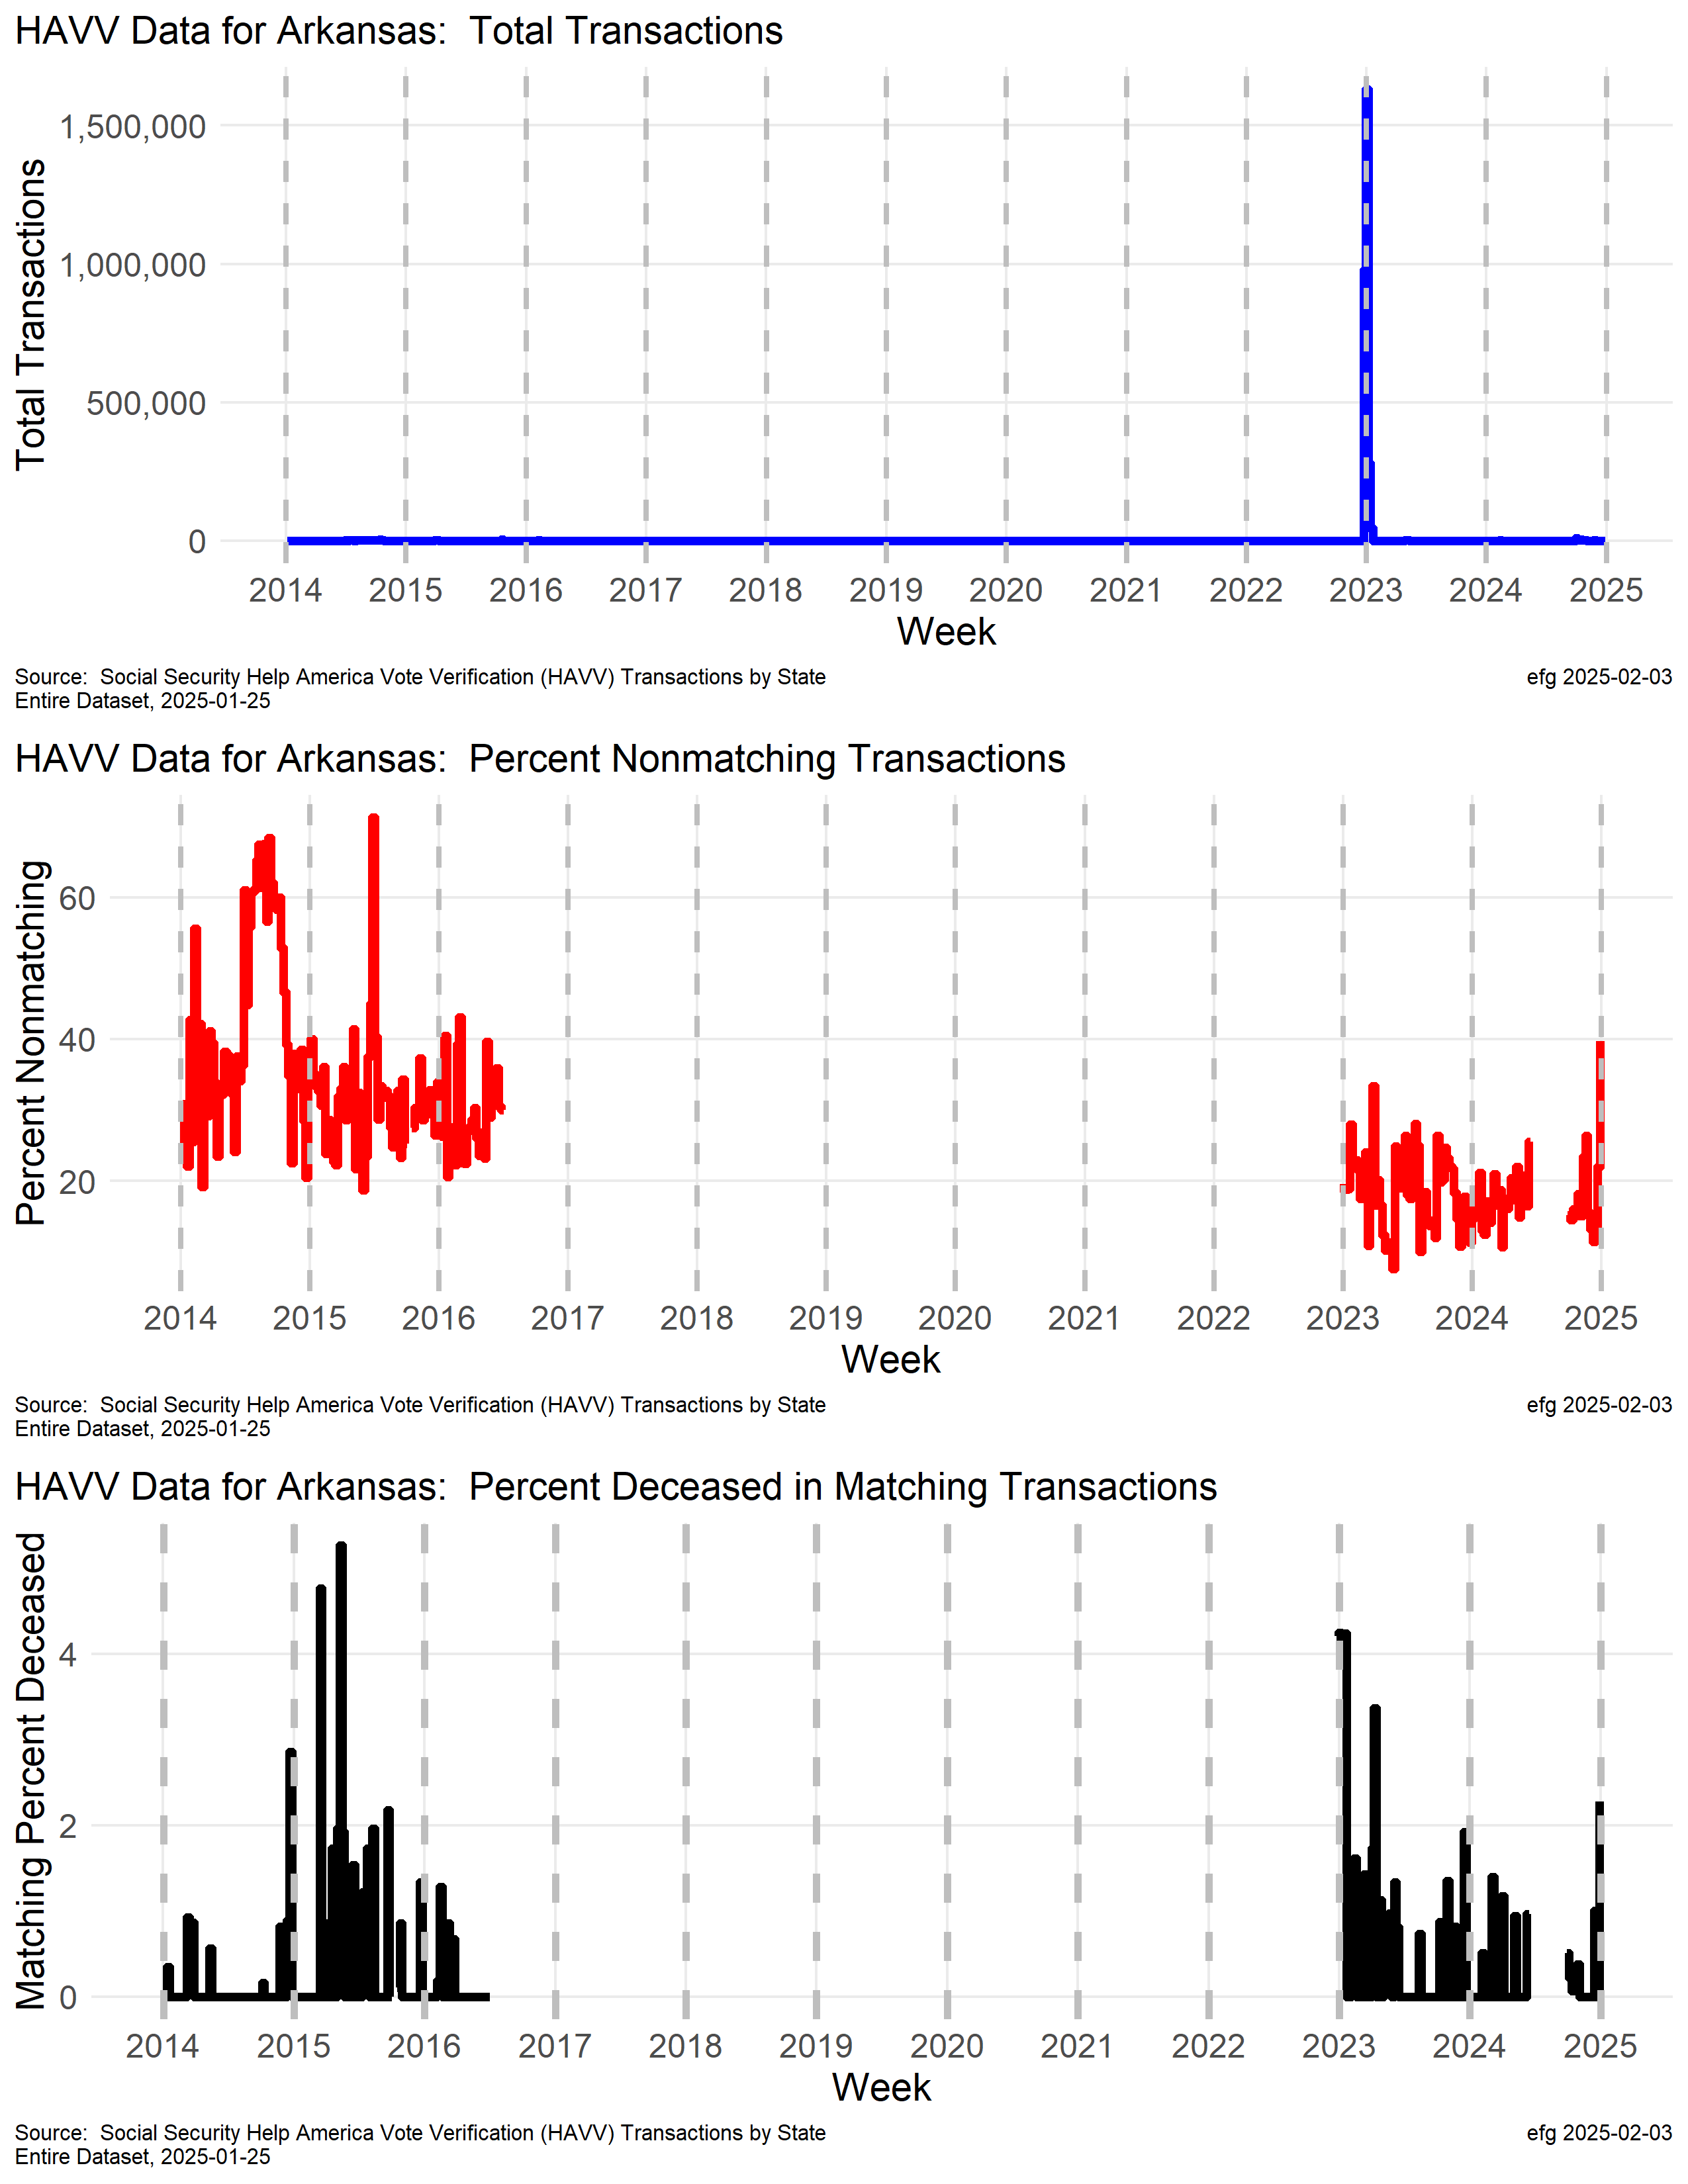 HAVV Data for Arkansas:  Total Transactions
Total Transactions
1,500,000
1,000,000
500,000
0
2014 2015 2016 2017 2018 2019 2020 2021 2022 2023 2024 2025
Week
Source:  Social Security Help America Vote Verification (HAVV) Transactions by State
Entire Dataset, 2025-01-25
efg 2025-02-03
HAVV Data for Arkansas:  Percent Nonmatching Transactions
Percent Nonmatching
60
40
20
2014 2015 2016 2017 2018 2019 2020 2021 2022 2023 2024 2025
Week
Source:  Social Security Help America Vote Verification (HAVV) Transactions by State
Entire Dataset, 2025-01-25
efg 2025-02-03
HAVV Data for Arkansas:  Percent Deceased in Matching Transactions
Matching Percent Deceased
4
2
0
2014 2015 2016 2017 2018 2019 2020 2021 2022 2023 2024 2025
Week
Source:  Social Security Help America Vote Verification (HAVV) Transactions by State
Entire Dataset, 2025-01-25
efg 2025-02-03